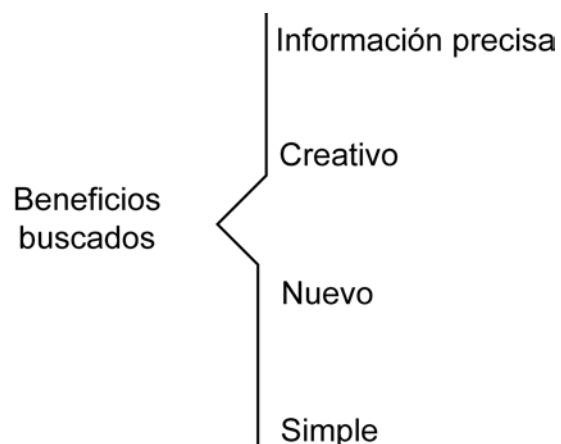 Información precisa
Creativo
Beneficios
buscados
Nuevo
Simple